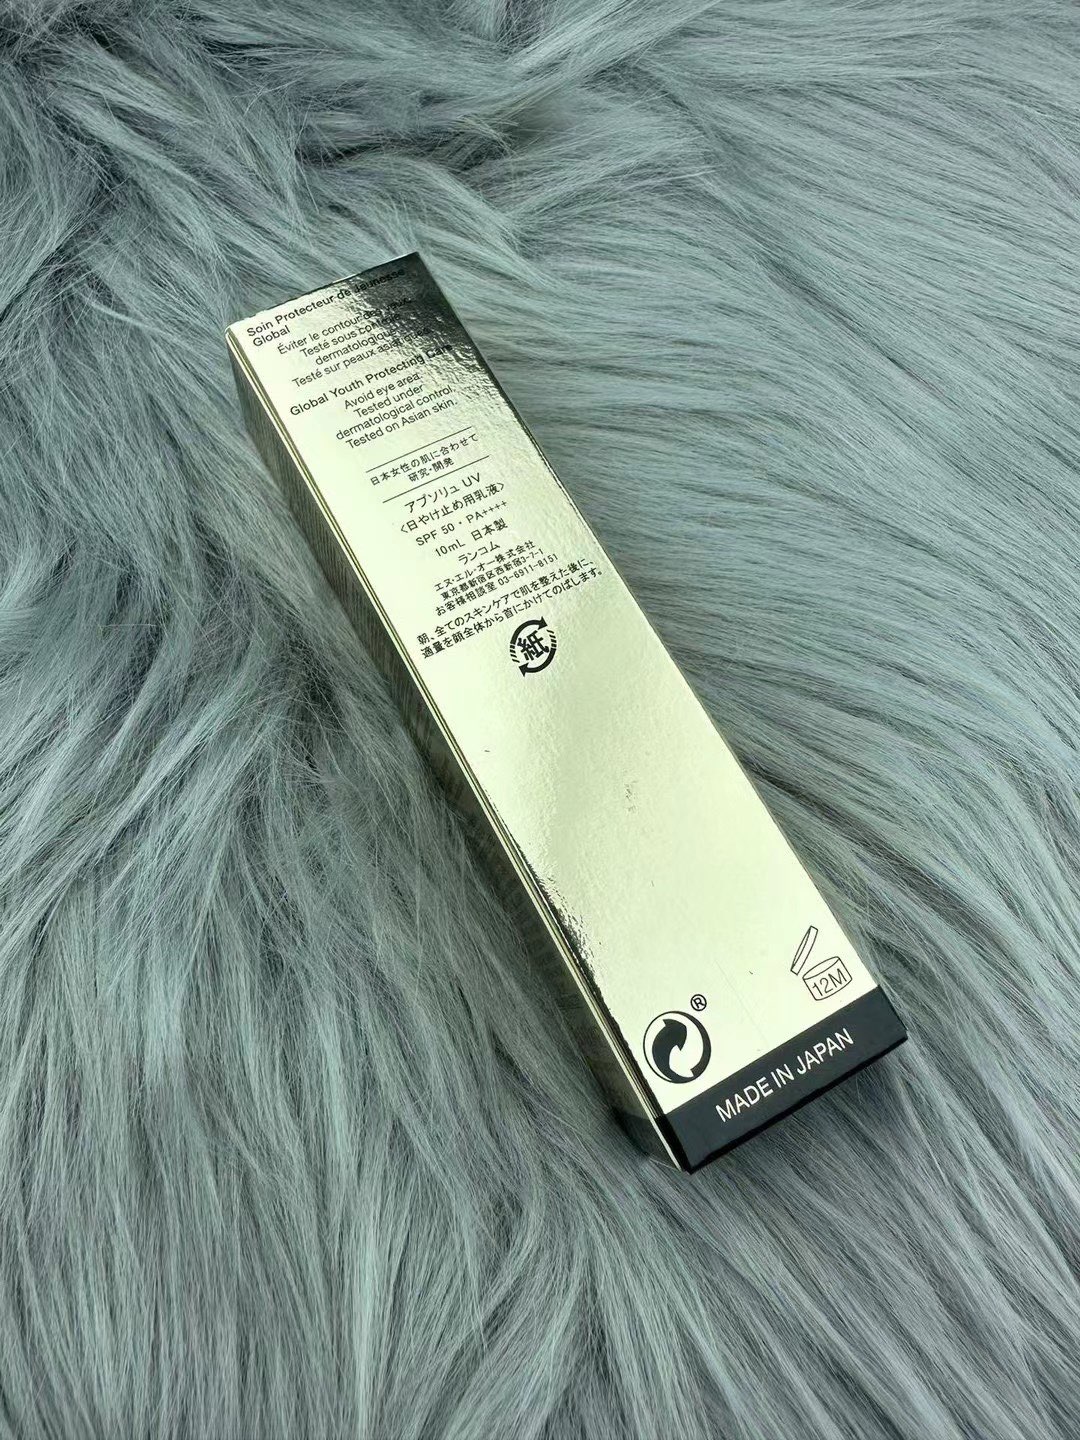 Soin Protecteur de Jeunesse
Global
Éviter le contour des
Testé sous
dermatologique
Testé sur peaux
Global Youth Protecting Care
Avoid eye area.
Tested under
dermatological control.
Tested on Asian skin.
日本女性の肌に合わせて
研究・開発
アプソリュ UV
〈日やけ止め用乳液〉
SPF 50・PA++++
10mL 日本製
ランコム
エヌ・エル・オー株式会社
東京都新宿区西新宿3-7-1
お客様相談室 03-6911-8151
朝、全てのスキンケアで肌を整えた後に、
適量を顔全体から首にかけてのばします。
紙
12M
®
MADE IN JAPAN